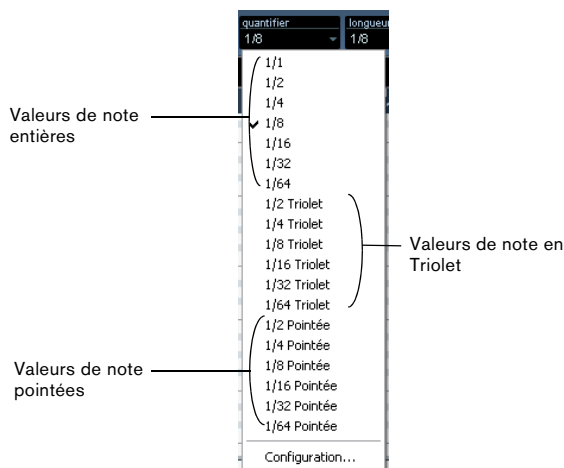 quantifier
longueu
1/8
1/8
1/1
1/2
1/4
1/8
1/16
1/32
1/64
1/2 Triolet
1/4 Triolet
1/8 Triolet
1/16 Triolet
1/32 Triolet
1/64 Triolet
1/2 Pointée
1/4 Pointée
1/8 Pointée
1/16 Pointée
1/32 Pointée
1/64 Pointée
Configuration...
Valeurs de note
entières
Valeurs de note en
Triolet
Valeurs de note
pointées